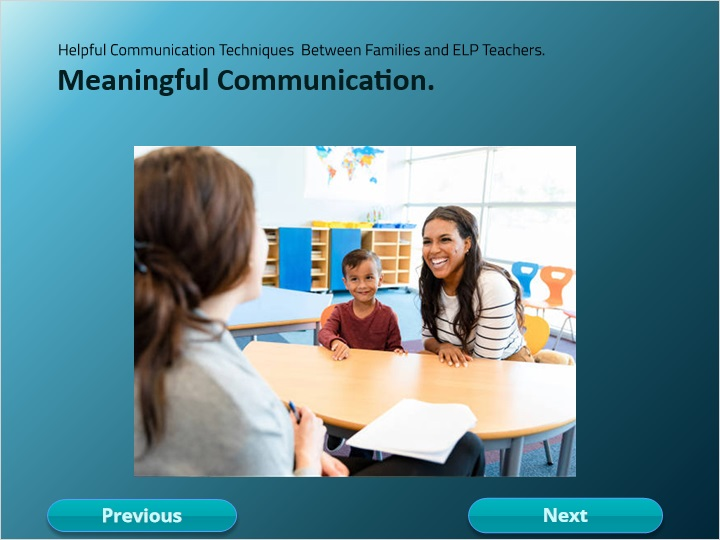 Helpful Communication Techniques  Between Families and ELP Teachers.
Meaningful Communication.
Previous
Next